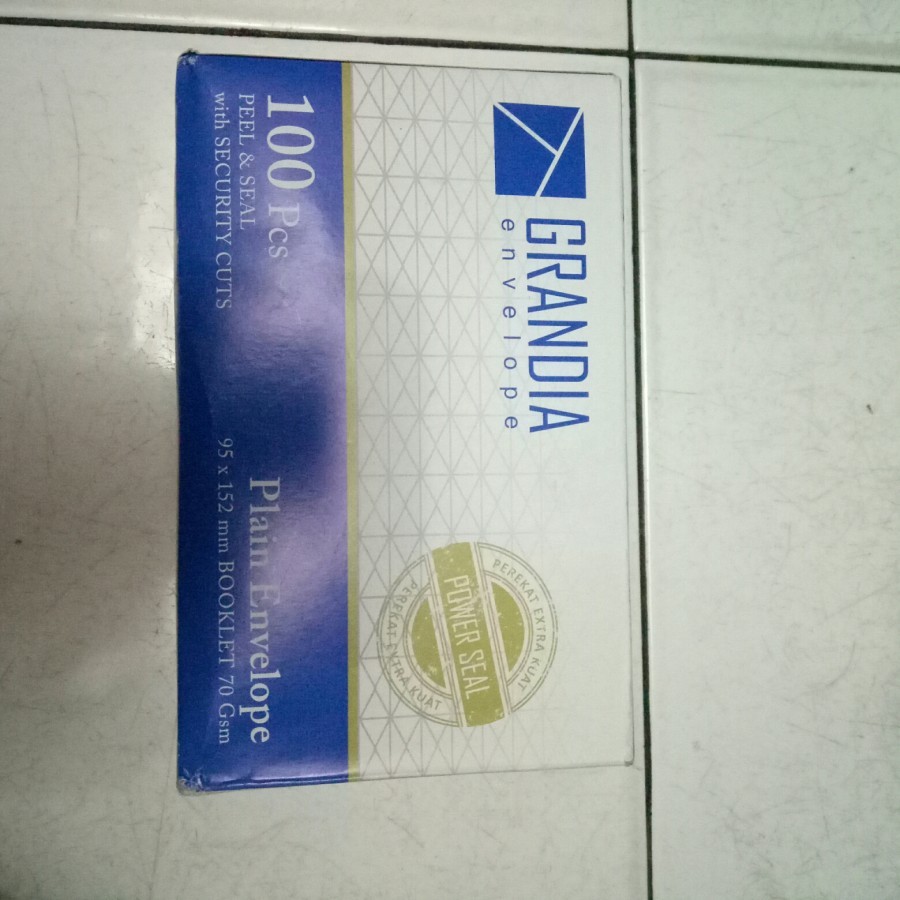 GRANDIA
envelope
PEREKAT EXTRA KUAT
POWER SEAL
PEREKAT EXTRA KUAT
100 Pcs
PEEL & SEAL
with SECURITY CUTS
Plain Envelope
95 x 152 mm BOOKLET 70 Gsm